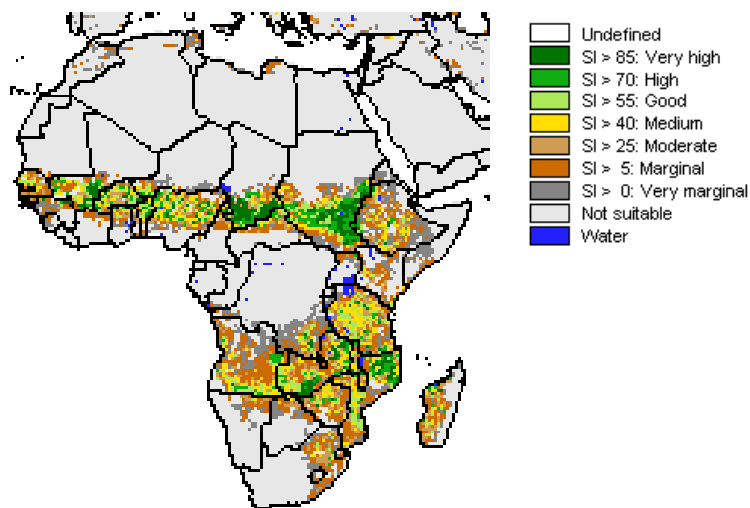 Undefined
SI > 85: Very high
SI > 70: High
SI > 55: Good
SI > 40: Medium
SI > 25: Moderate
SI > 5: Marginal
SI > 0: Very marginal
Not suitable
Water